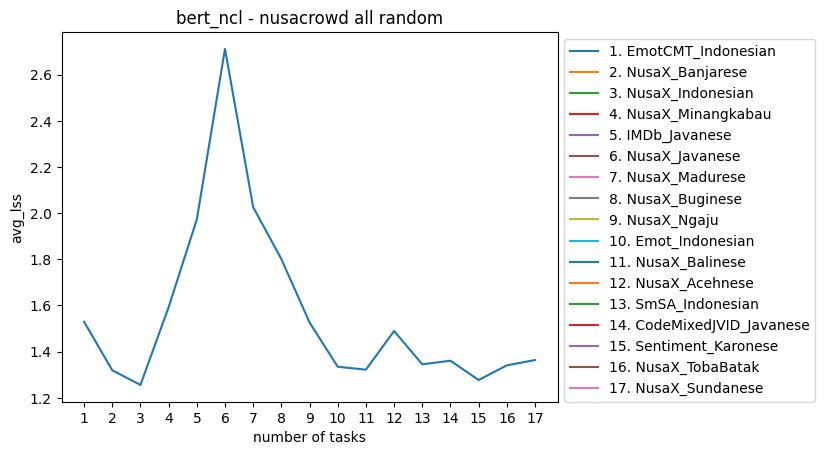 bert_ncl - nusacrowd all random
avg_lss
2.6
2.4
2.2
2.0
1.8
1.6
1.4
1.2
1 2 3 4 5 6 7 8 9 10 11 12 13 14 15 16 17
number of tasks
1. EmotCMT_Indonesian
2. NusaX_Banjarese
3. NusaX_Indonesian
4. NusaX_Minangkabau
5. IMDb_Javanese
6. NusaX_Javanese
7. NusaX_Madurese
8. NusaX_Buginese
9. NusaX_Ngaju
10. Emot_Indonesian
11. NusaX_Balinese
12. NusaX_Acehnese
13. SmSA_Indonesian
14. CodeMixedJVID_Javanese
15. Sentiment_Karonese
16. NusaX_TobaBatak
17. NusaX_Sundanese